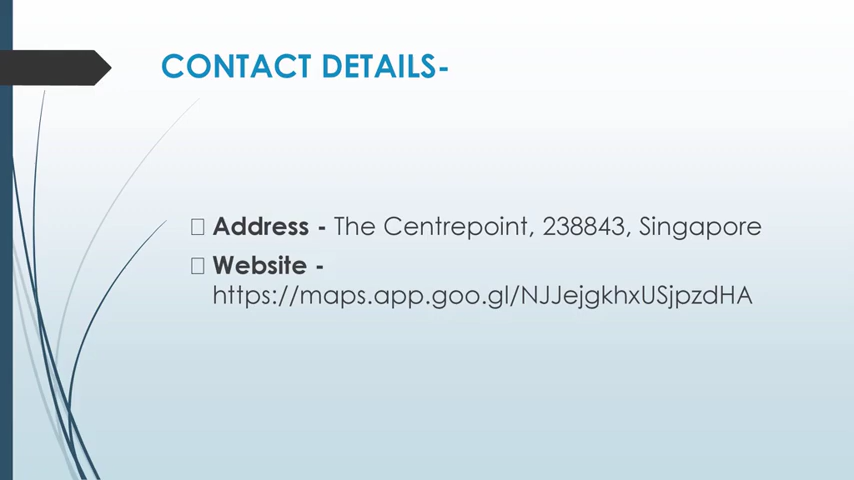 CONTACT DETAILS-
Address - The Centrepoint, 238843, Singapore
Website -
https://maps.app.goo.gl/NJJejgkhxUSjpzdHA